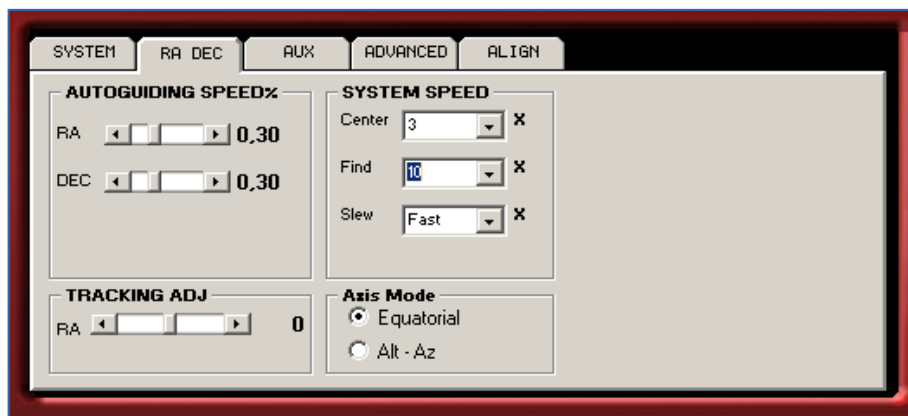 SYSTEM RA DEC AUX ADVANCED ALIGN
AUTOGUIDING SPEED%
RA 0,30
DEC 0,30
SYSTEM SPEED
Center 3 X
Find 10 X
Slew Fast X
TRACKING ADJ
RA 0
Axis Mode
Equatorial
Alt - Az